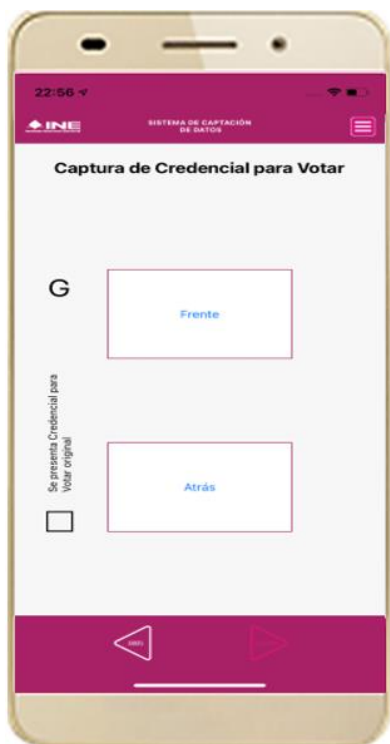 22:56
INE
SISTEMA DE CAPTACIÓN
DE DATOS
Captura de Credencial para Votar
G
Frente
Se presenta Credencial para
Votar original
Atrás